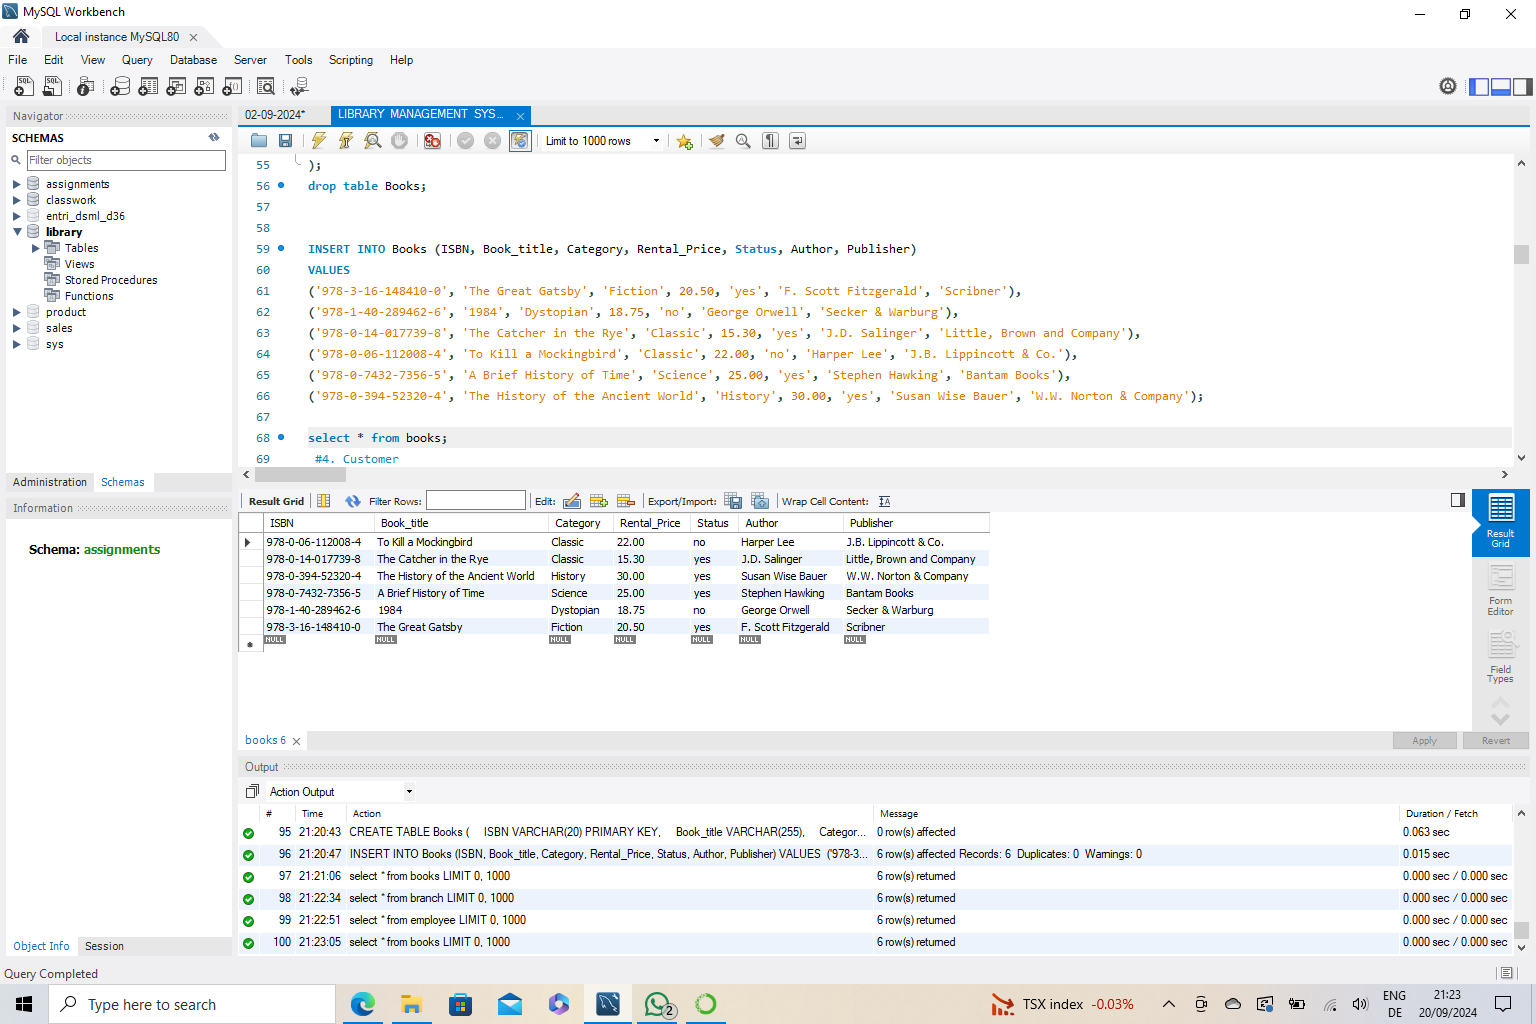 MySQL Workbench
Local instance MySQL80
File Edit View Query Database Server Tools Scripting Help
Navigator
SCHEMAS
Filter objects
assignments
classwork
entri_dsml_d36
library
Tables
Views
Stored Procedures
Functions
product
sales
sys
Administration Schemas
Information
Schema: assignments
Object Info Session
02-09-2024* LIBRARY MANAGEMENT SYS...
Limit to 1000 rows
55 );
56 drop table Books;
57
58
59 INSERT INTO Books (ISBN, Book_title, Category, Rental_Price, Status, Author, Publisher)
60 VALUES
61 ('978-3-16-148410-0', 'The Great Gatsby', 'Fiction', 20.50, 'yes', 'F. Scott Fitzgerald', 'Scribner'),
62 ('978-1-40-289462-6', '1984', 'Dystopian', 18.75, 'no', 'George Orwell', 'Secker & Warburg'),
63 ('978-0-14-017739-8', 'The Catcher in the Rye', 'Classic', 15.30, 'yes', 'J.D. Salinger', 'Little, Brown and Company'),
64 ('978-0-06-112008-4', 'To Kill a Mockingbird', 'Classic', 22.00, 'no', 'Harper Lee', 'J.B. Lippincott & Co.'),
65 ('978-0-7432-7356-5', 'A Brief History of Time', 'Science', 25.00, 'yes', 'Stephen Hawking', 'Bantam Books'),
66 ('978-0-394-52320-4', 'The History of the Ancient World', 'History', 30.00, 'yes', 'Susan Wise Bauer', 'W.W. Norton & Company');
67
68 select * from books;
69 #4. Customer
Result Grid Filter Rows: Edit: Export/Import: Wrap Cell Content:
ISBN Book_title Category Rental_Price Status Author Publisher
978-0-06-112008-4 To Kill a Mockingbird Classic 22.00 no Harper Lee J.B. Lippincott & Co.
978-0-14-017739-8 The Catcher in the Rye Classic 15.30 yes J.D. Salinger Little, Brown and Company
978-0-394-52320-4 The History of the Ancient World History 30.00 yes Susan Wise Bauer W.W. Norton & Company
978-0-7432-7356-5 A Brief History of Time Science 25.00 yes Stephen Hawking Bantam Books
978-1-40-289462-6 1984 Dystopian 18.75 no George Orwell Secker & Warburg
978-3-16-148410-0 The Great Gatsby Fiction 20.50 yes F. Scott Fitzgerald Scribner
NULL NULL NULL NULL NULL NULL NULL
Result Grid
Form Editor
Field Types
books 6 Apply Revert
Output
Action Output
# Time Action Message Duration / Fetch
95 21:20:43 CREATE TABLE Books ( ISBN VARCHAR(20) PRIMARY KEY, Book_title VARCHAR(255), Categor... 0 row(s) affected 0.063 sec
96 21:20:47 INSERT INTO Books (ISBN, Book_title, Category, Rental_Price, Status, Author, Publisher) VALUES ('978-3... 6 row(s) affected Records: 6 Duplicates: 0 Warnings: 0 0.015 sec
97 21:21:06 select * from books LIMIT 0, 1000 6 row(s) returned 0.000 sec / 0.000 sec
98 21:22:34 select * from branch LIMIT 0, 1000 6 row(s) returned 0.000 sec / 0.000 sec
99 21:22:51 select * from employee LIMIT 0, 1000 6 row(s) returned 0.000 sec / 0.000 sec
100 21:23:05 select * from books LIMIT 0, 1000 6 row(s) returned 0.000 sec / 0.000 sec
Query Completed
Type here to search 2 TSX index -0.03% ENG 21:23
DE 20/09/2024